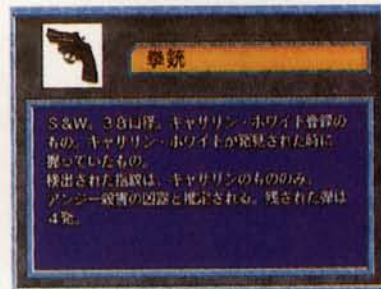 拳銃
S&W。38口径。キャサリン・ホワイト登録の
もの。キャサリン・ホワイトが発見された時に
握っていたもの。
検出された指紋は、キャサリンのもののみ。
アンジー殺害の凶器と推定される。残された弾は
4発。